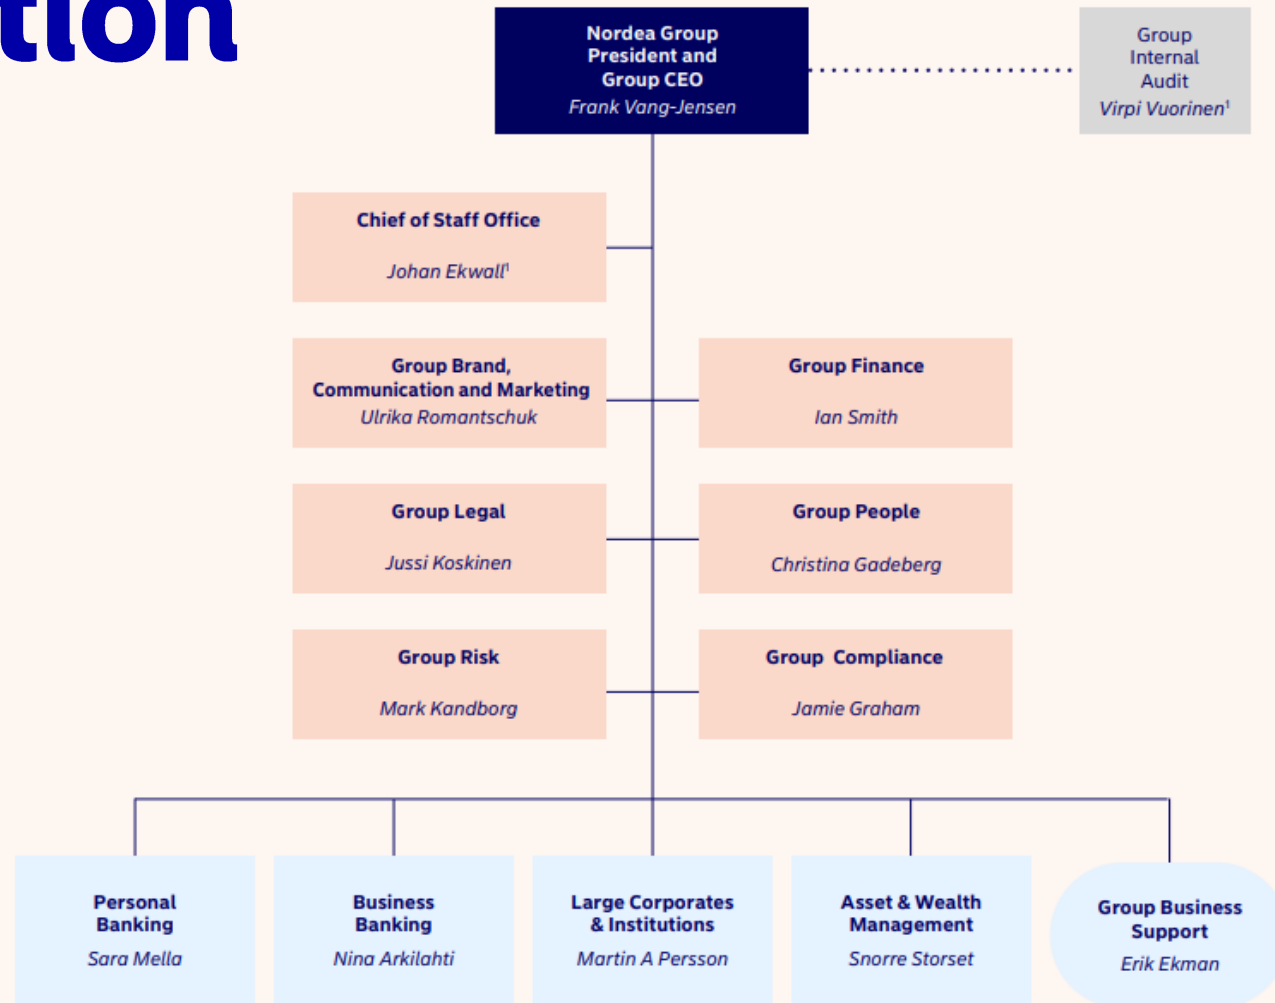 tion
Nordea Group
President and
Group CEO
Frank Vang-Jensen
Group
Internal
Audit
Virpi Vuorinen¹
Chief of Staff Office
Johan Ekwall¹
Group Brand,
Communication and Marketing
Ulrika Romantschuk
Group Finance
Ian Smith
Group Legal
Jussi Koskinen
Group People
Christina Gadeberg
Group Risk
Mark Kandborg
Group  Compliance
Jamie Graham
Personal
Banking
Sara Mella
Business
Banking
Nina Arkilahti
Large Corporates
& Institutions
Martin A Persson
Asset & Wealth
Management
Snorre Storset
Group Business
Support
Erik Ekman